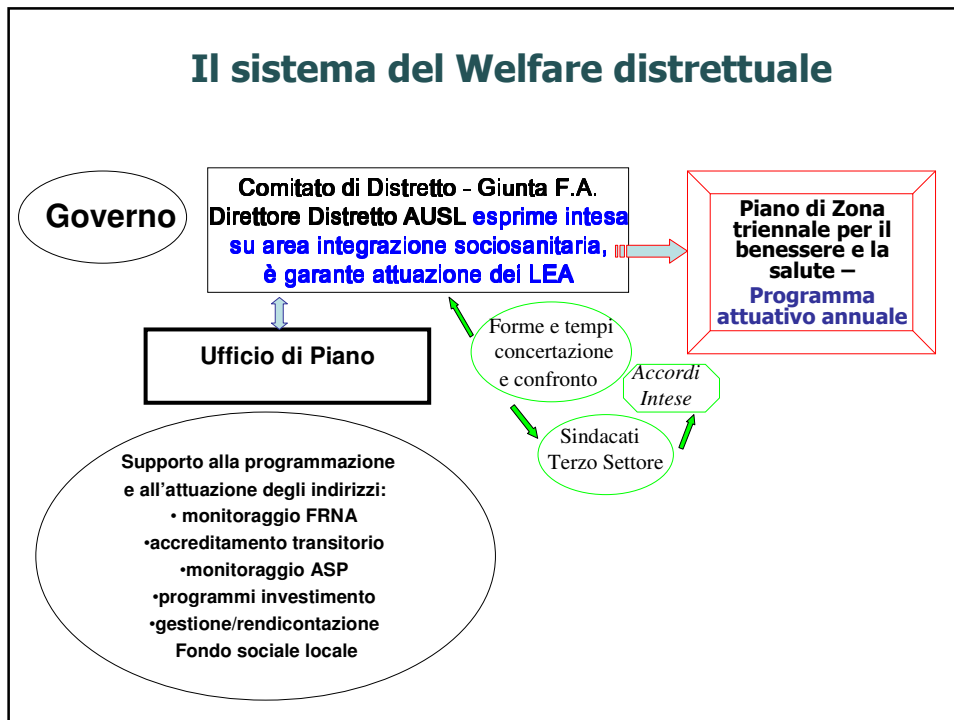 Il sistema del Welfare distrettuale
Governo
Comitato di Distretto - Giunta F.A.
Direttore Distretto AUSL esprime intesa
su area integrazione sociosanitaria,
è garante attuazione dei LEA
Piano di Zona
triennale per il
benessere e la
salute –
Programma
attuativo annuale
Ufficio di Piano
Forme e tempi
concertazione
e confronto
Accordi
Intese
Sindacati
Terzo Settore
Supporto alla programmazione
e all'attuazione degli indirizzi:
• monitoraggio FRNA
•accreditamento transitorio
•monitoraggio ASP
•programmi investimento
•gestione/rendicontazione
Fondo sociale locale